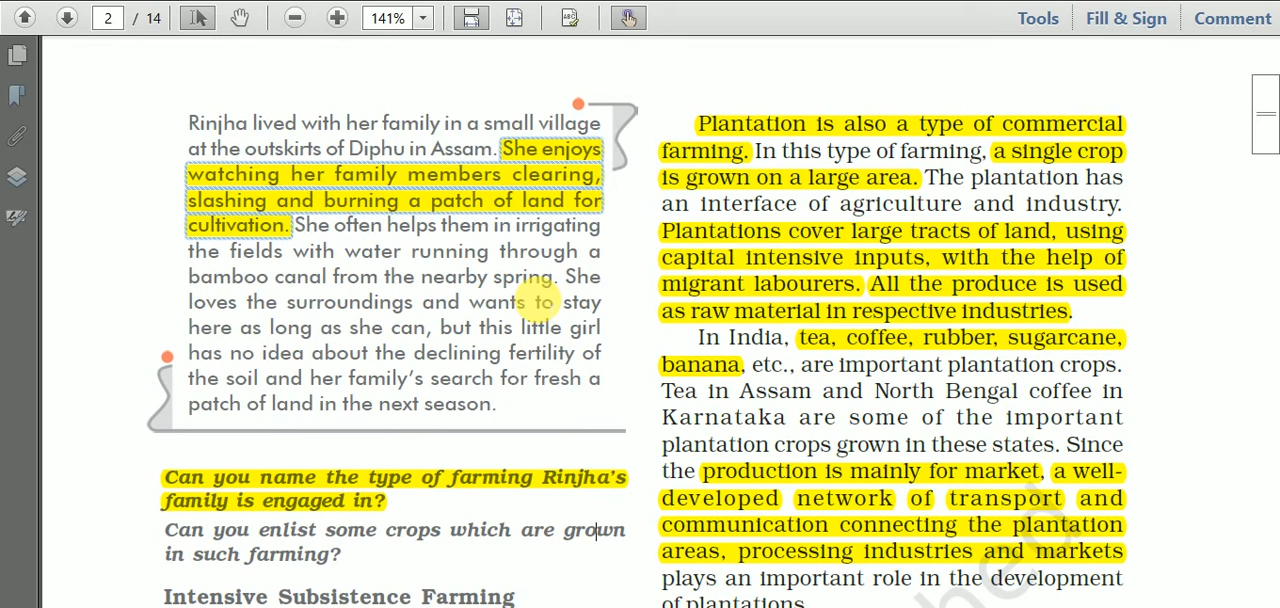 2 / 14
141%
Tools
Fill & Sign
Comment
Rinjha lived with her family in a small village
at the outskirts of Diphu in Assam. She enjoys
watching her family members clearing,
slashing and burning a patch of land for
cultivation. She often helps them in irrigating
the fields with water running through a
bamboo canal from the nearby spring. She
loves the surroundings and wants to stay
here as long as she can, but this little girl
has no idea about the declining fertility of
the soil and her family's search for fresh a
patch of land in the next season.
Can you name the type of farming Rinjha's
family is engaged in?
Can you enlist some crops which are grown
in such farming?
Intensive Subsistence Farming
Plantation is also a type of commercial
farming. In this type of farming, a single crop
is grown on a large area. The plantation has
an interface of agriculture and industry.
Plantations cover large tracts of land, using
capital intensive inputs, with the help of
migrant labourers. All the produce is used
as raw material in respective industries.
In India, tea, coffee, rubber, sugarcane,
banana, etc., are important plantation crops.
Tea in Assam and North Bengal coffee in
Karnataka are some of the important
plantation crops grown in these states. Since
the production is mainly for market, a well-
developed network of transport and
communication connecting the plantation
areas, processing industries and markets
plays an important role in the development
of plantations.